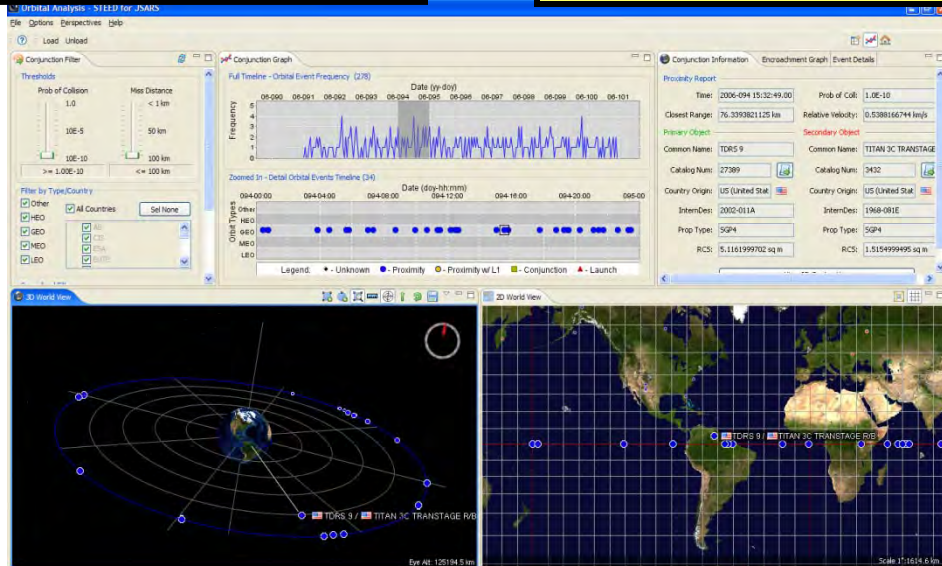 Orbital Analysis - STEED for JSARS
File Options Perspectives Help
Load Unload
Conjunction Filter
Thresholds
Prob of Collision Miss Distance
1.0 < 1 km
10E-5 50 km
10E-10 100 km
>= 1.00E-10 <= 100 km
Filter by Type/Country
Other
HEO
GEO
MEO
LEO
All Countries
Sel None
AB
CIS
ESA
Conjunction Graph
Full Timeline - Orbital Event Frequency (278)
Date (yy-doy)
06-090 06-091 06-092 06-093 06-094 06-095 06-096 06-097 06-098 06-099 06-100 06-101
Frequency
5
4
3
2
1
0
Zoomed In - Detail Orbital Events Timeline (34)
Date (doy-hh:mm)
094-00:00 094-04:00 094-08:00 094-12:00 094-16:00 094-20:00 095-00
Orbit Types
Other
HEO
GEO
MEO
LEO
Legend: - Unknown - Proximity - Proximity w/ L1 - Conjunction - Launch
Conjunction Information Encroachment Graph Event Details
Proximity Report
Time: 2006-094 15:32:49.00 Prob of Coll: 1.0E-10
Closest Range: 76.3393821125 km Relative Velocity: 0.5388166744 km/s
Primary Object Secondary Object
Common Name: TDRS 9 Common Name: TITAN 3C TRANSTAGE
Catalog Num: 27389 Catalog Num: 3432
Country Origin: US (United Stat Country Origin: US (United Stat
InternDes: 2002-011A InternDes: 1968-081E
Prop Type: SGP4 Prop Type: SGP4
RCS: 5.1161999702 sq m RCS: 1.5154999495 sq m
3D World View
TDRS 9 / TITAN 3C TRANSTAGE R/B
Eye Alt: 125194.5 km
2D World View
TDRS 9 / TITAN 3C TRANSTAGE R/B
Scale 1":1614.6 km